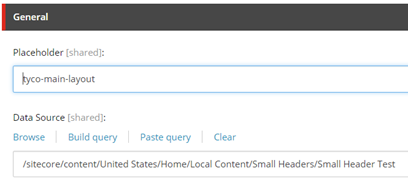 General
Placeholder [shared]:
tyco-main-layout
Data Source [shared]:
Browse Build query Paste query Clear
/sitecore/content/United States/Home/Local Content/Small Headers/Small Header Test